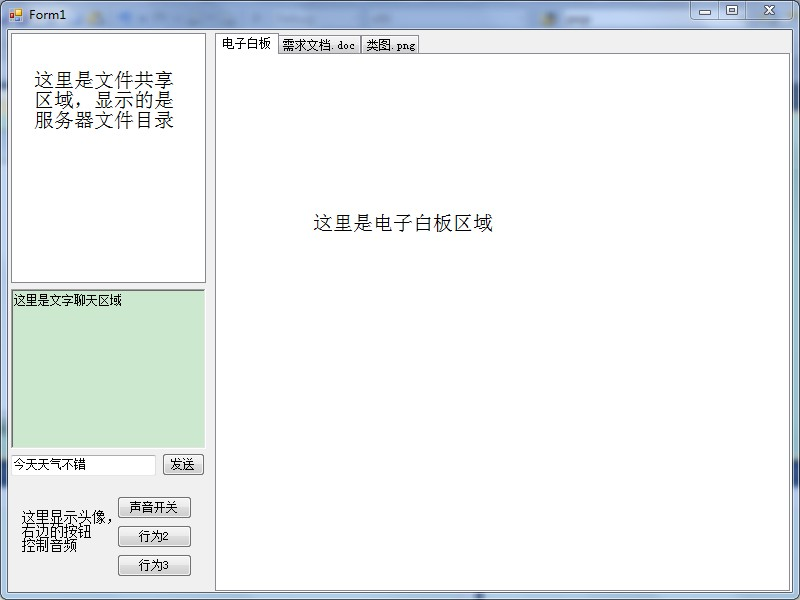 Form1
这里是文件共享
区域，显示的是
服务器文件目录
电子白板
需求文档.doc
类图.png
这里是电子白板区域
这里是文字聊天区域
今天天气不错
发送
这里显示头像，
右边的按钮
控制音频
声音开关
行为2
行为3